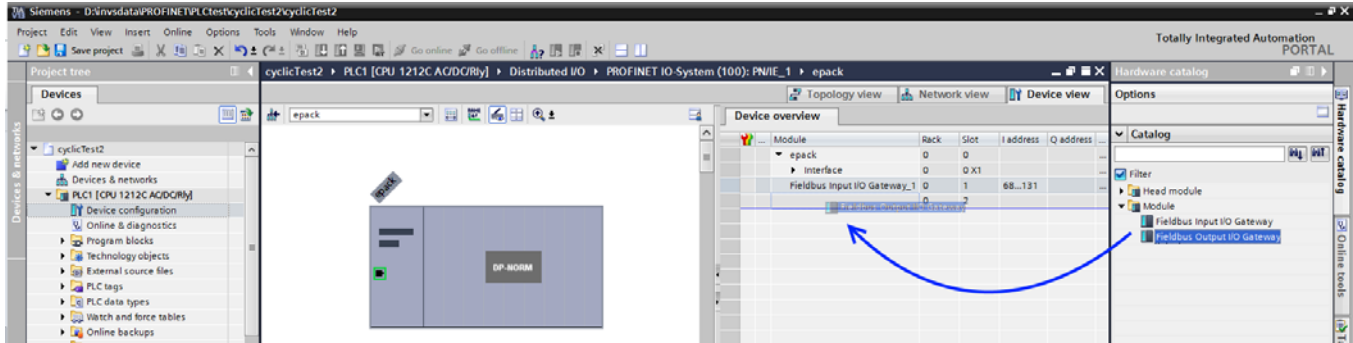 Siemens - D:\invsdata\PROFINET\PLCtest\cyclicTest2\cyclicTest2
Project Edit View Insert Online Options Tools Window Help
Totally Integrated Automation
PORTAL
Save project Go online Go offline
Project tree
cyclicTest2 PLC1 [CPU 1212C AC/DC/Rly] Distributed I/O PROFINET IO-System (100): PN/IE_1 epack
Hardware catalog
Devices
Topology view Network view Device view
Options
epack
Device overview
Module Rack Slot I address Q address ...
Catalog
cyclicTest2
epack 0 0
Add new device
Interface 0 0 X1
Filter
Devices & networks
Fieldbus Input I/O Gateway_1 0 1 68...131
Head module
PLC1 [CPU 1212C AC/DC/Rly]
0 2
Module
Device configuration
Fieldbus Input I/O Gateway
Online & diagnostics
Fieldbus Output I/O Gateway
Program blocks
Technology objects
External source files
PLC tags
PLC data types
Watch and force tables
Online backups
epack
DP-NORM
Devices & networks
Hardware catalog
Online tools